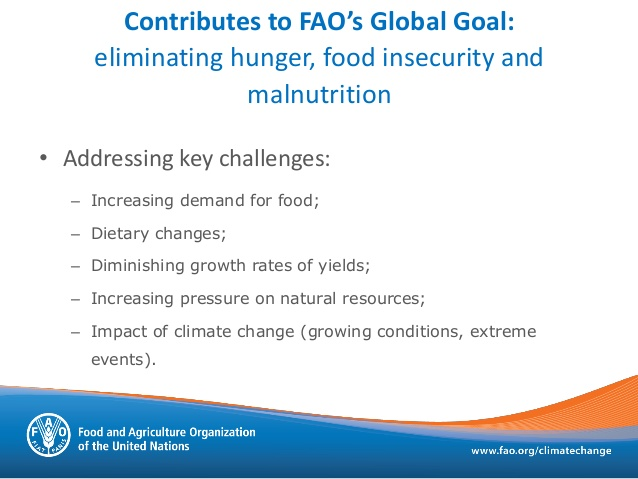 Contributes to FAO’s Global Goal:
eliminating hunger, food insecurity and
malnutrition
• Addressing key challenges:
– Increasing demand for food;
– Dietary changes;
– Diminishing growth rates of yields;
– Increasing pressure on natural resources;
– Impact of climate change (growing conditions, extreme
events).
F A O
FIAT PANIS
Food and Agriculture Organization
of the United Nations
www.fao.org/climatechange